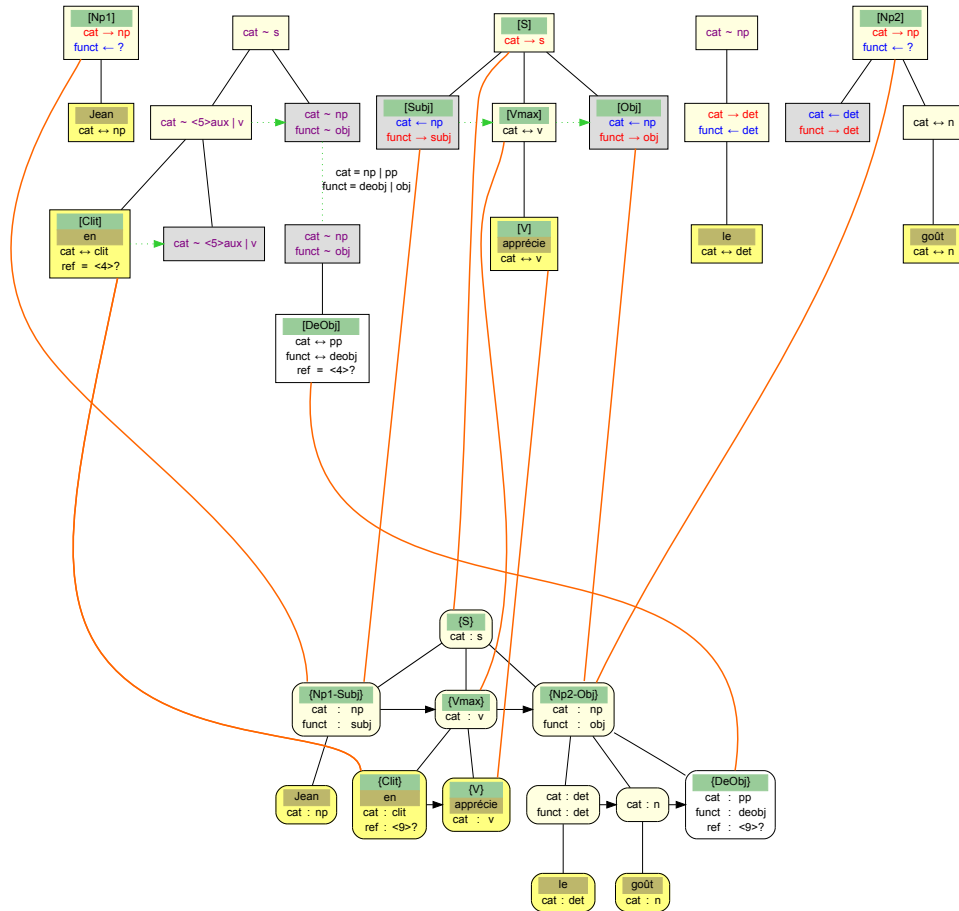 [Np1]
cat → np
funct ← ?
cat ~ s
[S]
cat → s
cat ~ np
[Np2]
cat → np
funct ← ?
Jean
cat ↔ np
cat ~ <5>aux | v
cat ~ np
funct ~ obj
[Subj]
cat ← np
funct → subj
[Vmax]
cat ↔ v
[Obj]
cat ← np
funct → obj
cat → det
funct ← det
cat ← det
funct → det
cat ↔ n
cat = np | pp
funct = deobj | obj
[Clit]
en
cat ↔ clit
ref = <4>?
cat ~ <5>aux | v
cat ~ np
funct ~ obj
[V]
apprécie
cat ↔ v
le
cat ↔ det
goût
cat ↔ n
[DeObj]
cat ↔ pp
funct ↔ deobj
ref = <4>?
{S}
cat : s
{Np1-Subj}
cat : np
funct : subj
{Vmax}
cat : v
{Np2-Obj}
cat : np
funct : obj
Jean
cat : np
{Clit}
en
cat : clit
ref : <9>?
{V}
apprécie
cat : v
cat : det
funct : det
cat : n
{DeObj}
cat : pp
funct : deobj
ref : <9>?
le
cat : det
goût
cat : n